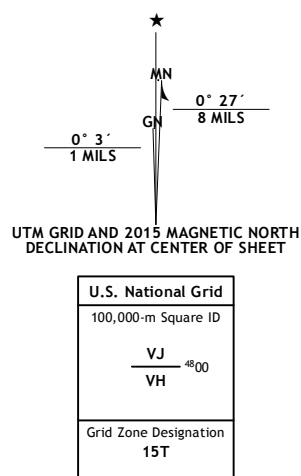 ★
MN
GN
0° 27´
8 MILS
0° 3´
1 MILS
UTM GRID AND 2015 MAGNETIC NORTH
DECLINATION AT CENTER OF SHEET
U.S. National Grid
100,000-m Square ID
VJ
4800
VH
Grid Zone Designation
15T